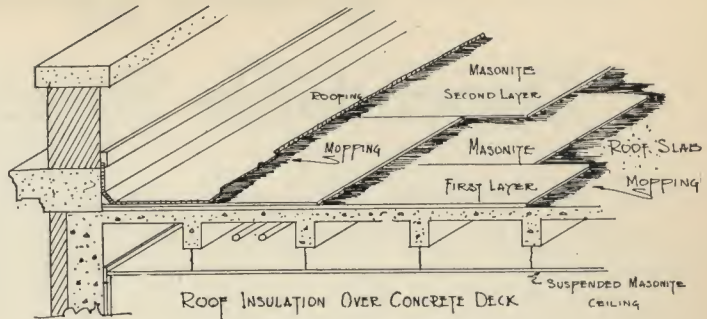 ROOFING
MASONITE
SECOND LAYER
MOPPING
MASONITE
ROOF SLAB
FIRST LAYER
MOPPING
SUSPENDED MASONITE
CEILING
ROOF INSULATION OVER CONCRETE DECK